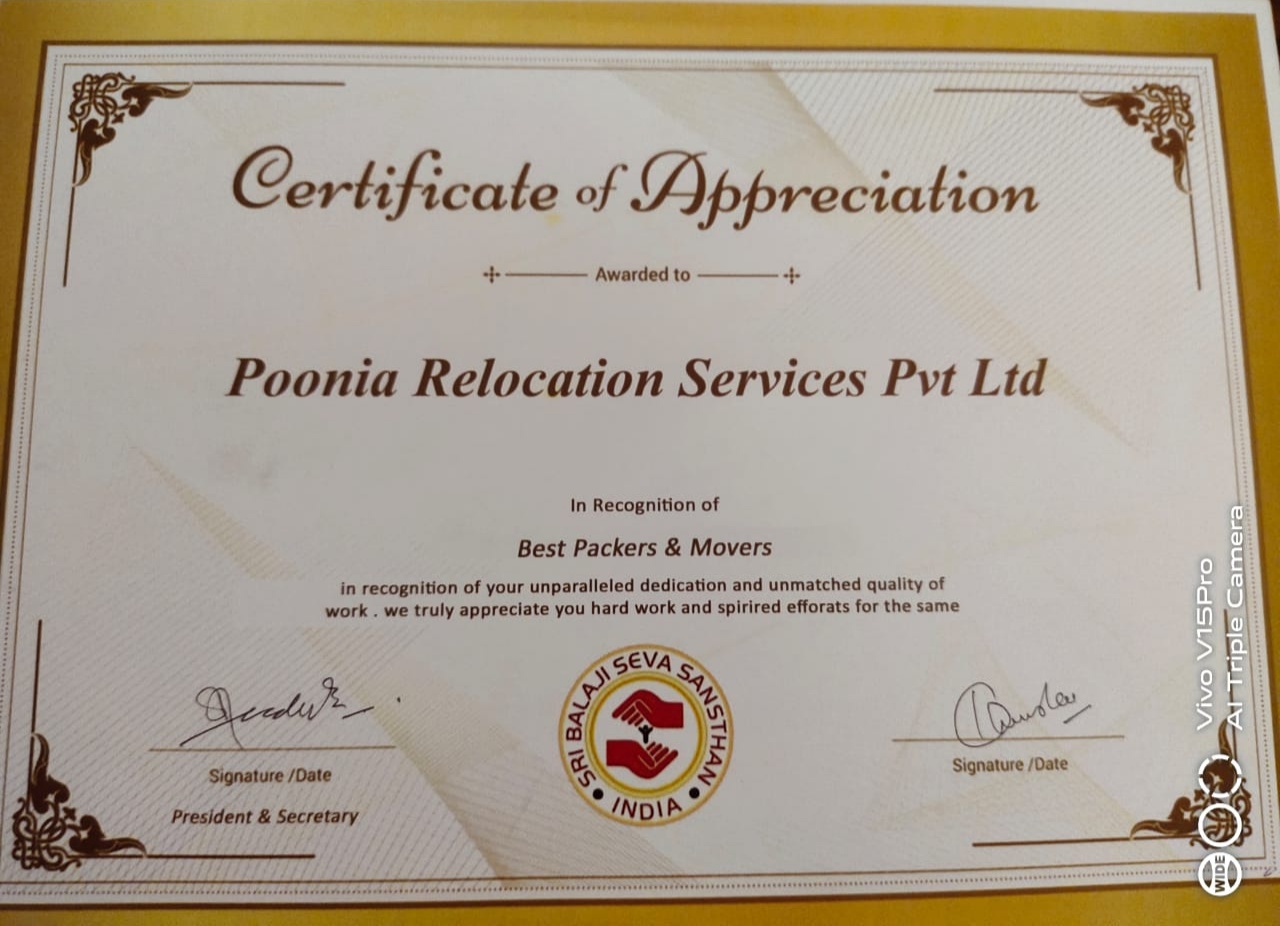 Certificate of Appreciation
Awarded to
Poonia Relocation Services Pvt Ltd
In Recognition of
Best Packers & Movers
in recognition of your unparalleled dedication and unmatched quality of
work . we truly appreciate you hard work and spirired efforats for the same
SRI BALAJI SEVA SANSTHAN
INDIA
Signature /Date
President & Secretary
Signature /Date
WIDE
Vivo V15Pro
AI Triple Camera